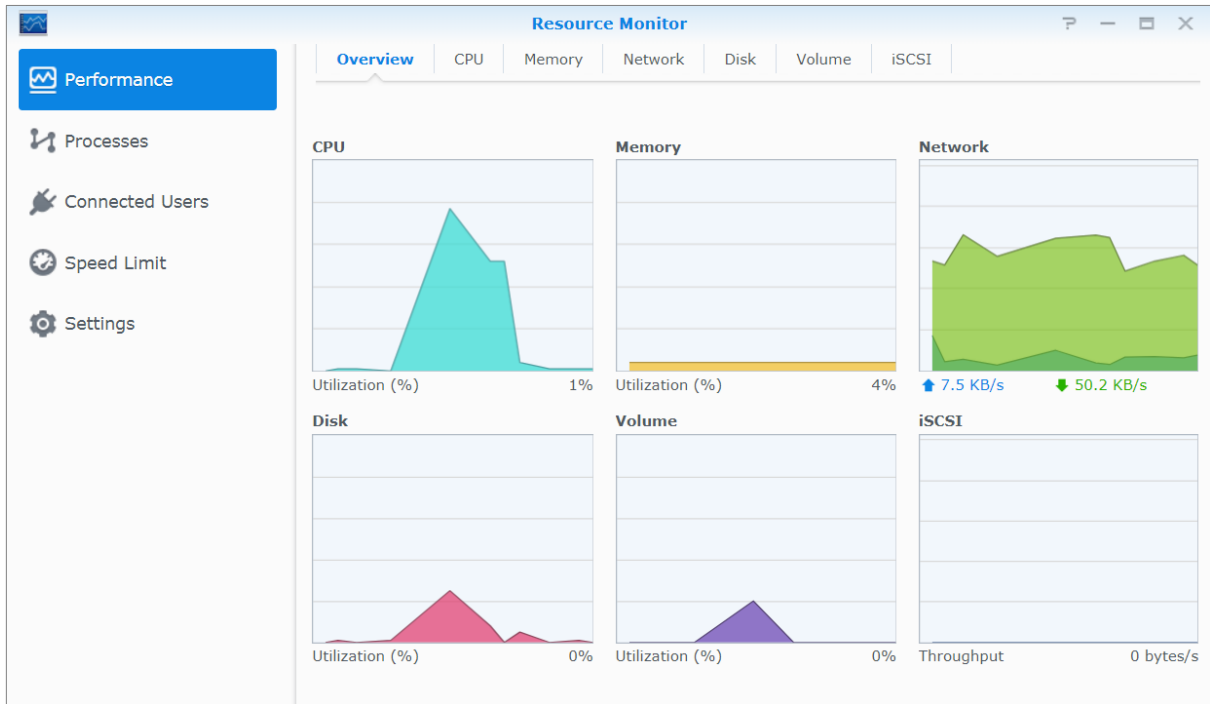 Resource Monitor
Performance
Processes
Connected Users
Speed Limit
Settings
Overview CPU Memory Network Disk Volume iSCSI
CPU
Utilization (%) 1%
Memory
Utilization (%) 4%
Network
7.5 KB/s 50.2 KB/s
Disk
Utilization (%) 0%
Volume
Utilization (%) 0%
iSCSI
Throughput 0 bytes/s